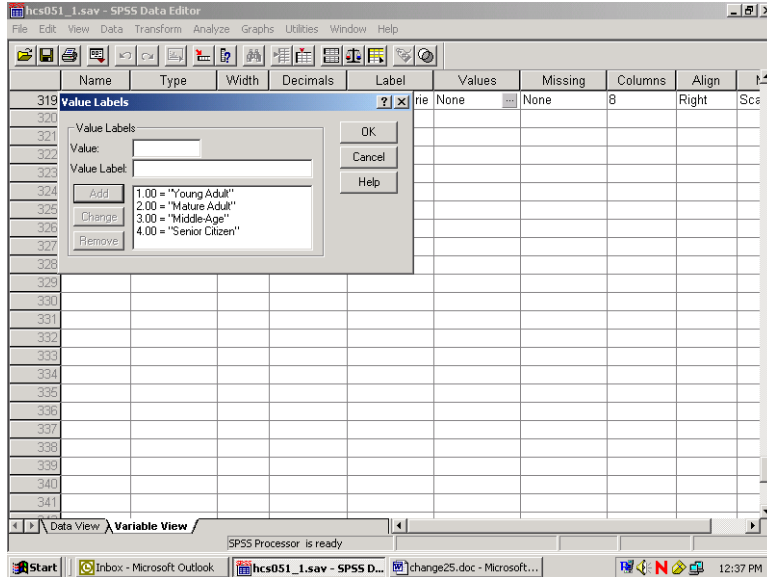 hcs051_1.sav - SPSS Data Editor
File Edit View Data Transform Analyze Graphs Utilities Window Help
Name Type Width Decimals Label Values Missing Columns Align
319 rie None ... None 8 Right Sca
Value Labels
Value Labels
Value:
Value Label:
OK
Cancel
Help
Add
Change
Remove
1.00 = "Young Adult"
2.00 = "Mature Adult"
3.00 = "Middle-Age"
4.00 = "Senior Citizen"
320
321
322
323
324
325
326
327
328
329
330
331
332
333
334
335
336
337
338
339
340
341
Data View Variable View
SPSS Processor is ready
Start Inbox - Microsoft Outlook hcs051_1.sav - SPSS D... change25.doc - Microsoft... 12:37 PM